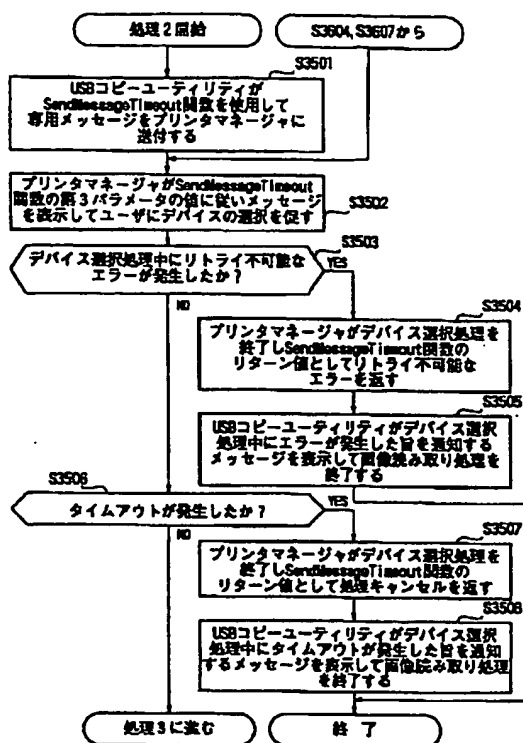 処理2開始
S3604,S3607から
S3501
USBコピーユーティリティが
SendMessageTimeout関数を使用して
専用メッセージをプリンタマネージャに
送付する
プリンタマネージャがSendMessageTimeout
関数の第3パラメータの値に従いメッセージ
を表示してユーザにデバイスの選択を促す
S3502
S3503
デバイス選択処理中にリトライ不可能な
エラーが発生したか?
YES
NO
S3504
プリンタマネージャがデバイス選択処理を
終了しSendMessageTimeout関数の
リターン値としてリトライ不可能な
エラーを返す
S3505
USBコピーユーティリティがデバイス選択
処理中にエラーが発生した旨を通知する
メッセージを表示して画像読み取り処理を
終了する
S3506
タイムアウトが発生したか?
YES
NO
S3507
プリンタマネージャがデバイス選択処理を
終了しSendMessageTimeout関数の
リターン値として処理キャンセルを返す
S3508
USBコピーユーティリティがデバイス選択
処理中にタイムアウトが発生した旨を通知
するメッセージを表示して画像読み取り処理
を終了する
処理3に進む
終了